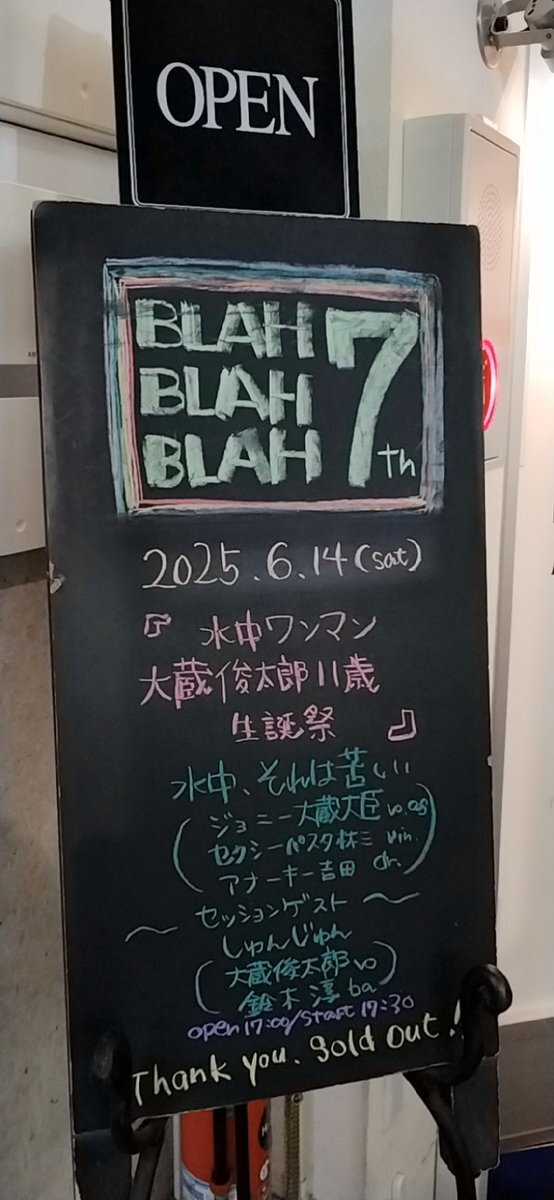 OPEN
BLAH
BLAH
BLAH
7th
2025.6.14(sat)
『水中ワンマン
大蔵俊太郎11歳
生誕祭』
水中、それは苦しい
(ジョニー大蔵大臣 vo.ag
セクシーパスタ林三 vin.
アナーキー吉田 dr.)
〜セッションゲスト〜
しゅんじゅん
(大蔵俊太郎 vo
鈴木淳 ba)
open 17:00/start 17:30
Thank you. Sold Out!